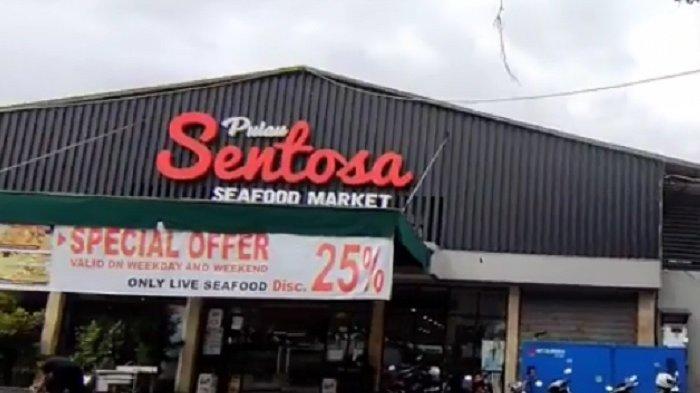 Pulau
Sentosa
SEAFOOD MARKET
SPECIAL OFFER
VALID ON WEEKDAY AND WEEKEND
ONLY LIVE SEAFOOD Disc. 25%